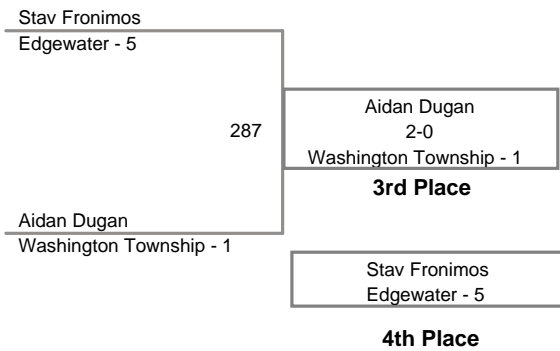 Stav Fronimos
Edgewater - 5
287
Aidan Dugan
2-0
Washington Township - 1
3rd Place
Aidan Dugan
Washington Township - 1
Stav Fronimos
Edgewater - 5
4th Place